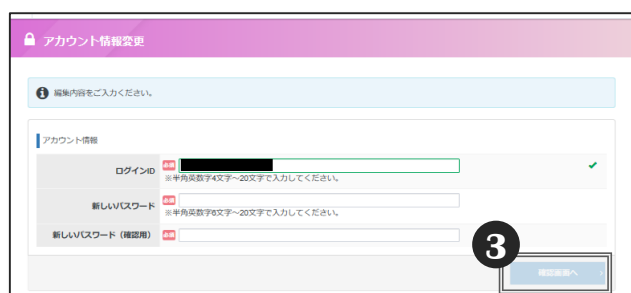 アカウント情報変更
編集内容をご入力ください。
アカウント情報
ログインID 必須
※半角英数字4文字～20文字で入力してください。
新しいパスワード 必須
※半角英数字6文字～20文字で入力してください。
新しいパスワード（確認用） 必須
3
確認画面へ